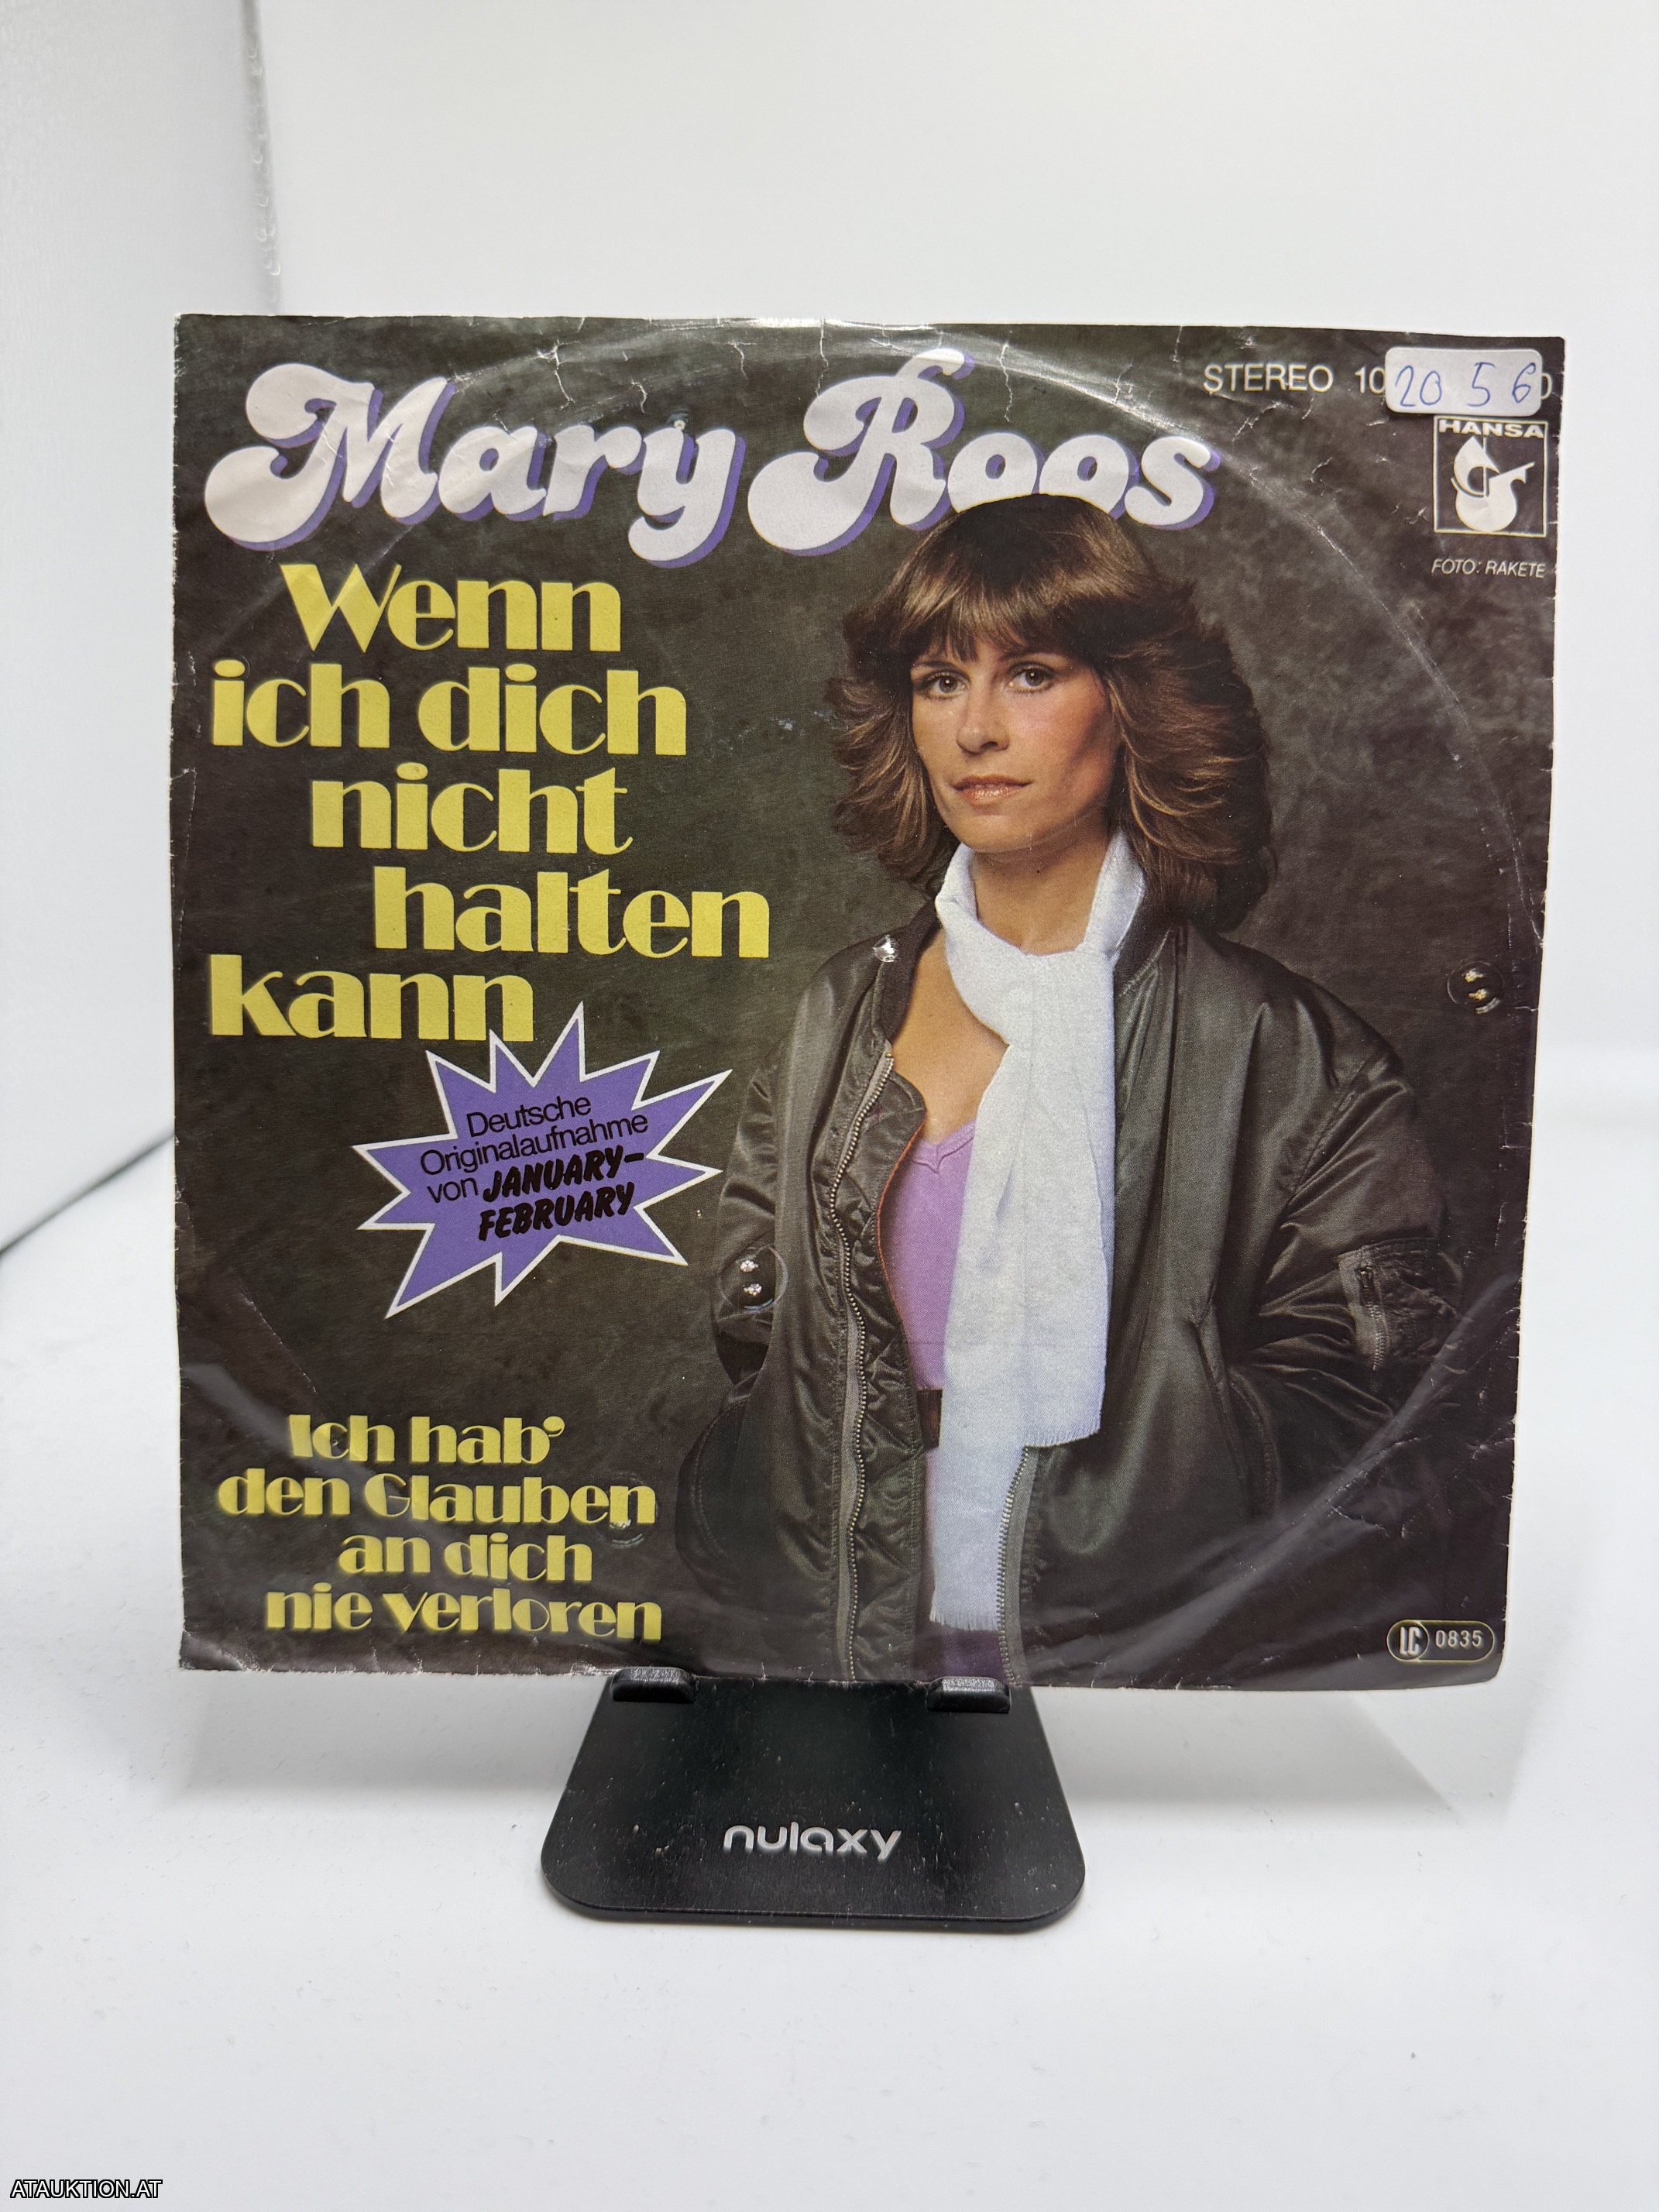 Mary Roos
STEREO 10
20 5 6
0
HANSA
FOTO: RAKETE
Wenn
ich dich
nicht
halten
kann
Deutsche
Originalaufnahme
von JANUARY-
FEBRUARY
Ich hab'
den Glauben
an dich
nie verloren
LC 0835
nulaxy
ATAUKTION.AT